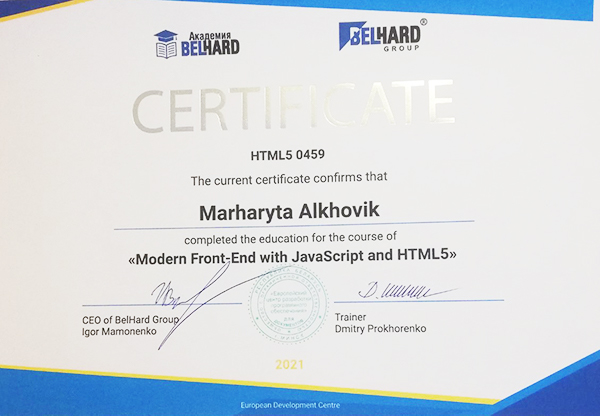 Академия
BELHARD
BELHARD®
GROUP
CERTIFICATE
HTML5 0459
The current certificate confirms that
Marharyta Alkhovik
completed the education for the course of
«Modern Front-End with JavaScript and HTML5»
CEO of BelHard Group
Igor Mamonenko
Trainer
Dmitry Prokhorenko
2021
European Development Centre